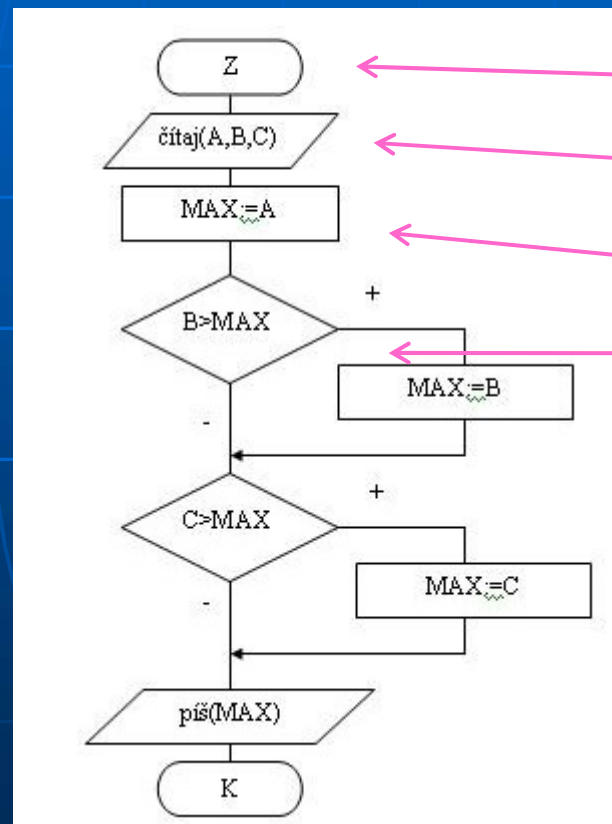 Z
čítaj(A,B,C)
MAX:=A
+
B>MAX
MAX:=B
-
+
C>MAX
MAX:=C
-
píš(MAX)
K